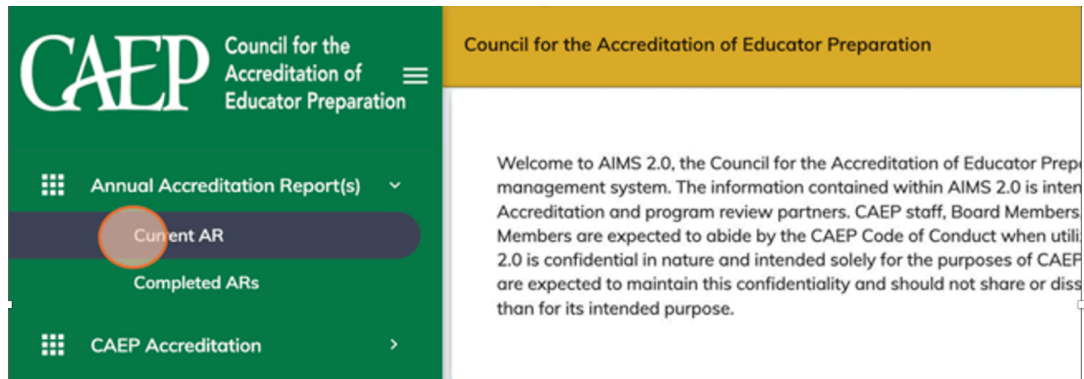 CAEP
Council for the
Accreditation of
Educator Preparation
Council for the Accreditation of Educator Preparation
Annual Accreditation Report(s)
Current AR
Completed ARs
CAEP Accreditation
Welcome to AIMS 2.0, the Council for the Accreditation of Educator Prep
management system. The information contained within AIMS 2.0 is inten
Accreditation and program review partners. CAEP staff, Board Members
Members are expected to abide by the CAEP Code of Conduct when utili
2.0 is confidential in nature and intended solely for the purposes of CAEP
are expected to maintain this confidentiality and should not share or diss
than for its intended purpose.